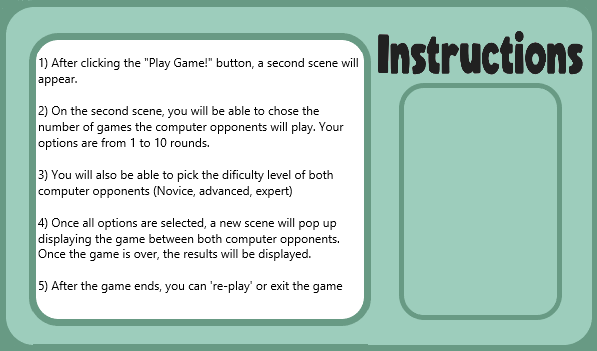 Instructions
1) After clicking the "Play Game!" button, a second scene will
appear.
2) On the second scene, you will be able to chose the
number of games the computer opponents will play. Your
options are from 1 to 10 rounds.
3) You will also be able to pick the dificulty level of both
computer opponents (Novice, advanced, expert)
4) Once all options are selected, a new scene will pop up
displaying the game between both computer opponents.
Once the game is over, the results will be displayed.
5) After the game ends, you can 're-play' or exit the game